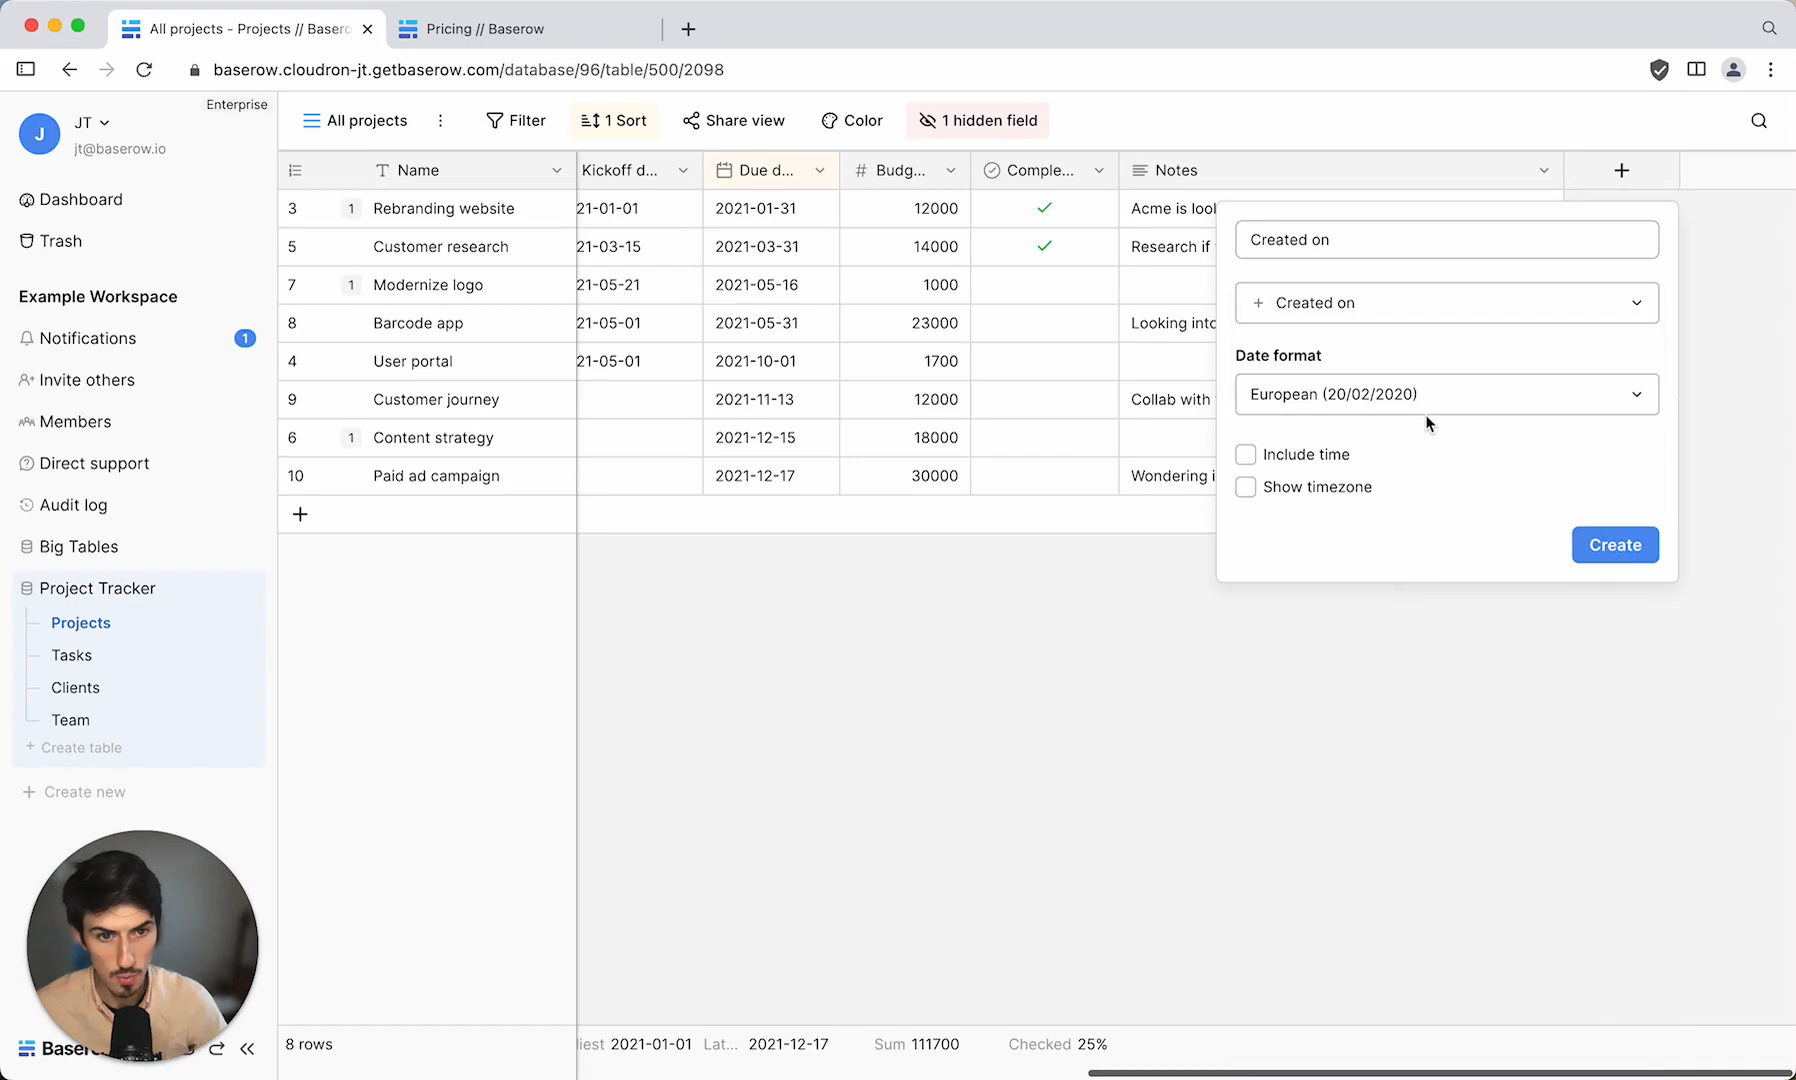 All projects - Projects // Basero
Pricing // Baserow
baserow.cloudron-jt.getbaserow.com/database/96/table/500/2098
Enterprise
J
JT
jt@baserow.io
Dashboard
Trash
Example Workspace
Notifications
1
Invite others
Members
Direct support
Audit log
Big Tables
Project Tracker
Projects
Tasks
Clients
Team
+ Create table
+ Create new
Baser
All projects
Filter
1 Sort
Share view
Color
1 hidden field
Name
Kickoff d...
Due d...
# Budg...
Comple...
Notes
+
3 1 Rebranding website 21-01-01 2021-01-31 12000 Acme is lool
5 Customer research 21-03-15 2021-03-31 14000 Research if
7 1 Modernize logo 21-05-21 2021-05-16 1000
8 Barcode app 21-05-01 2021-05-31 23000 Looking into
4 User portal 21-05-01 2021-10-01 1700
9 Customer journey 2021-11-13 12000 Collab with
6 1 Content strategy 2021-12-15 18000
10 Paid ad campaign 2021-12-17 30000 Wondering i
+
Created on
+ Created on
Date format
European (20/02/2020)
Include time
Show timezone
Create
8 rows
liest 2021-01-01
Lat... 2021-12-17
Sum 111700
Checked 25%